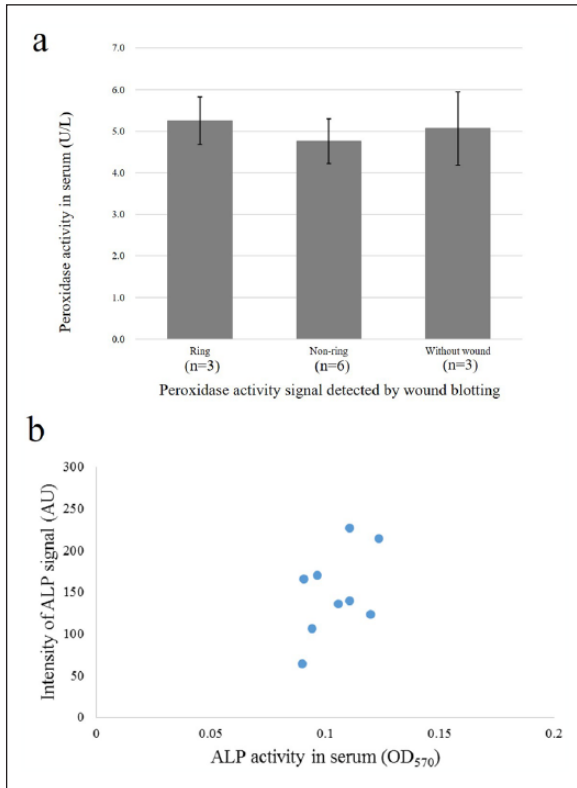 a
7.0
6.0
5.0
4.0
3.0
2.0
1.0
0.0
Peroxidase activity in serum (U/L)
Ring Non-ring Without wound
(n=3) (n=6) (n=3)
Peroxidase activity signal detected by wound blotting
b
300
250
200
150
100
50
0
Intensity of ALP signal (AU)
0 0.05 0.1 0.15 0.2
ALP activity in serum (OD570)